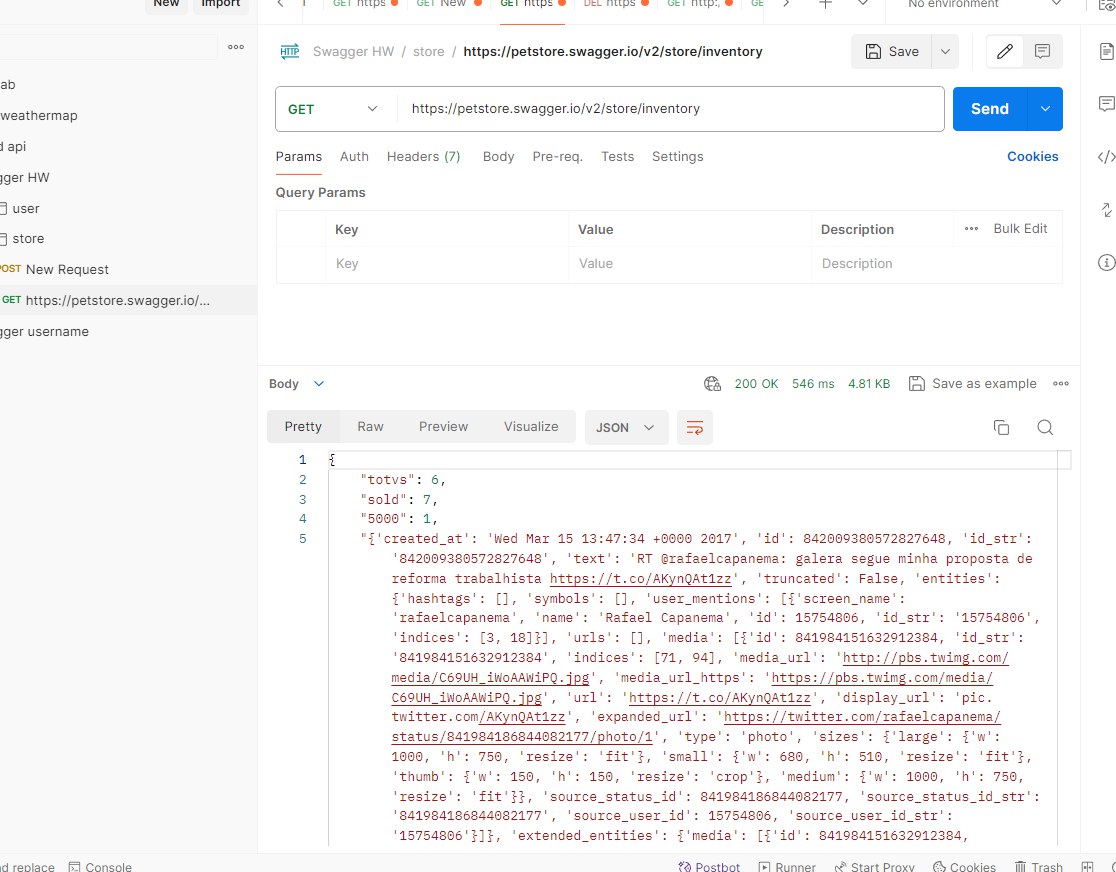 New
Import
GET https
GET New
GET https
DEL https
GET http:,
GE
No environment
Swagger HW / store / https://petstore.swagger.io/v2/store/inventory
Save
ab
weathermap
d api
gger HW
user
store
OST New Request
GET https://petstore.swagger.io/...
gger username
GET
https://petstore.swagger.io/v2/store/inventory
Send
Params
Auth
Headers (7)
Body
Pre-req.
Tests
Settings
Cookies
Query Params
Key
Value
Description
Bulk Edit
Key
Value
Description
Body
200 OK
546 ms
4.81 KB
Save as example
Pretty
Raw
Preview
Visualize
JSON
1 {
2 "totvs": 6,
3 "sold": 7,
4 "5000": 1,
5 "{'created_at': 'Wed Mar 15 13:47:34 +0000 2017', 'id': 842009380572827648, 'id_str':
'842009380572827648', 'text': 'RT @rafaelcapanema: galera segue minha proposta de
reforma trabalhista https://t.co/AKynQAt1zz', 'truncated': False, 'entities':
{'hashtags': [], 'symbols': [], 'user_mentions': [{'screen_name':
'rafaelcapanema', 'name': 'Rafael Capanema', 'id': 15754806, 'id_str': '15754806',
'indices': [3, 18]}], 'urls': [], 'media': [{'id': 841984151632912384, 'id_str':
'841984151632912384', 'indices': [71, 94], 'media_url': 'http://pbs.twimg.com/
media/C69UH_iWoAAWiPQ.jpg', 'media_url_https': 'https://pbs.twimg.com/media/
C69UH_iWoAAWiPQ.jpg', 'url': 'https://t.co/AKynQAt1zz', 'display_url': 'pic.
twitter.com/AKynQAt1zz', 'expanded_url': 'https://twitter.com/rafaelcapanema/
status/841984186844082177/photo/1', 'type': 'photo', 'sizes': {'large': {'w':
1000, 'h': 750, 'resize': 'fit'}, 'small': {'w': 680, 'h': 510, 'resize': 'fit'},
'thumb': {'w': 150, 'h': 150, 'resize': 'crop'}, 'medium': {'w': 1000, 'h': 750,
'resize': 'fit'}}, 'source_status_id': 841984186844082177, 'source_status_id_str':
'841984186844082177', 'source_user_id': 15754806, 'source_user_id_str':
'15754806'}]}, 'extended_entities': {'media': [{'id': 841984151632912384,
nd replace
Console
Postbot
Runner
Start Proxy
Cookies
Trash